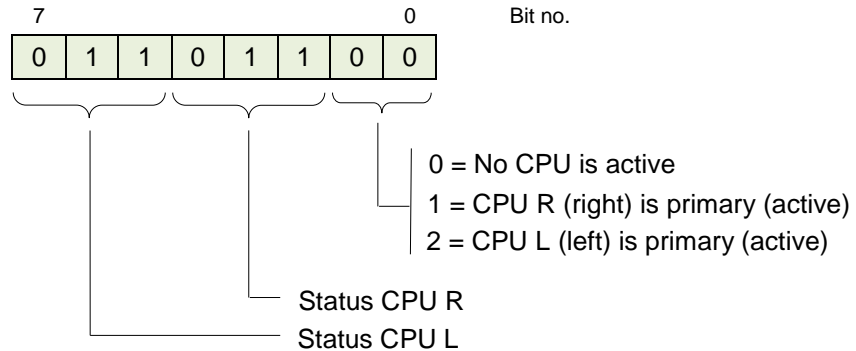 7 0 Bit no.
0 1 1 0 1 1 0 0
0 = No CPU is active
1 = CPU R (right) is primary (active)
2 = CPU L (left) is primary (active)
Status CPU R
Status CPU L